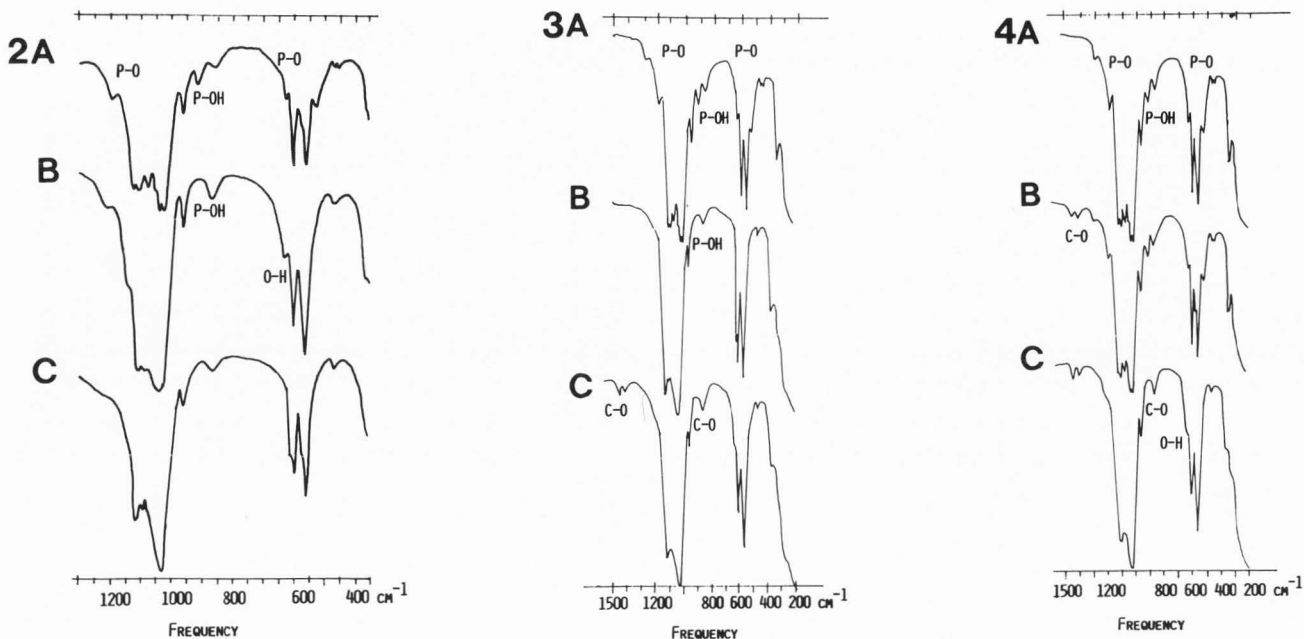 2A
P-O
P-OH
P-O
B
P-OH
O-H
C
1200 1000 800 600 400 CM-1
FREQUENCY
3A
P-O P-O
P-OH
B
P-OH
C
C-O C-O
1500 1200 800 600 400 200 CM-1
FREQUENCY
4A
P-O P-O
P-OH
B
C-O
C
C-O
O-H
1500 1200 800 600 400 200 CM-1
FREQUENCY